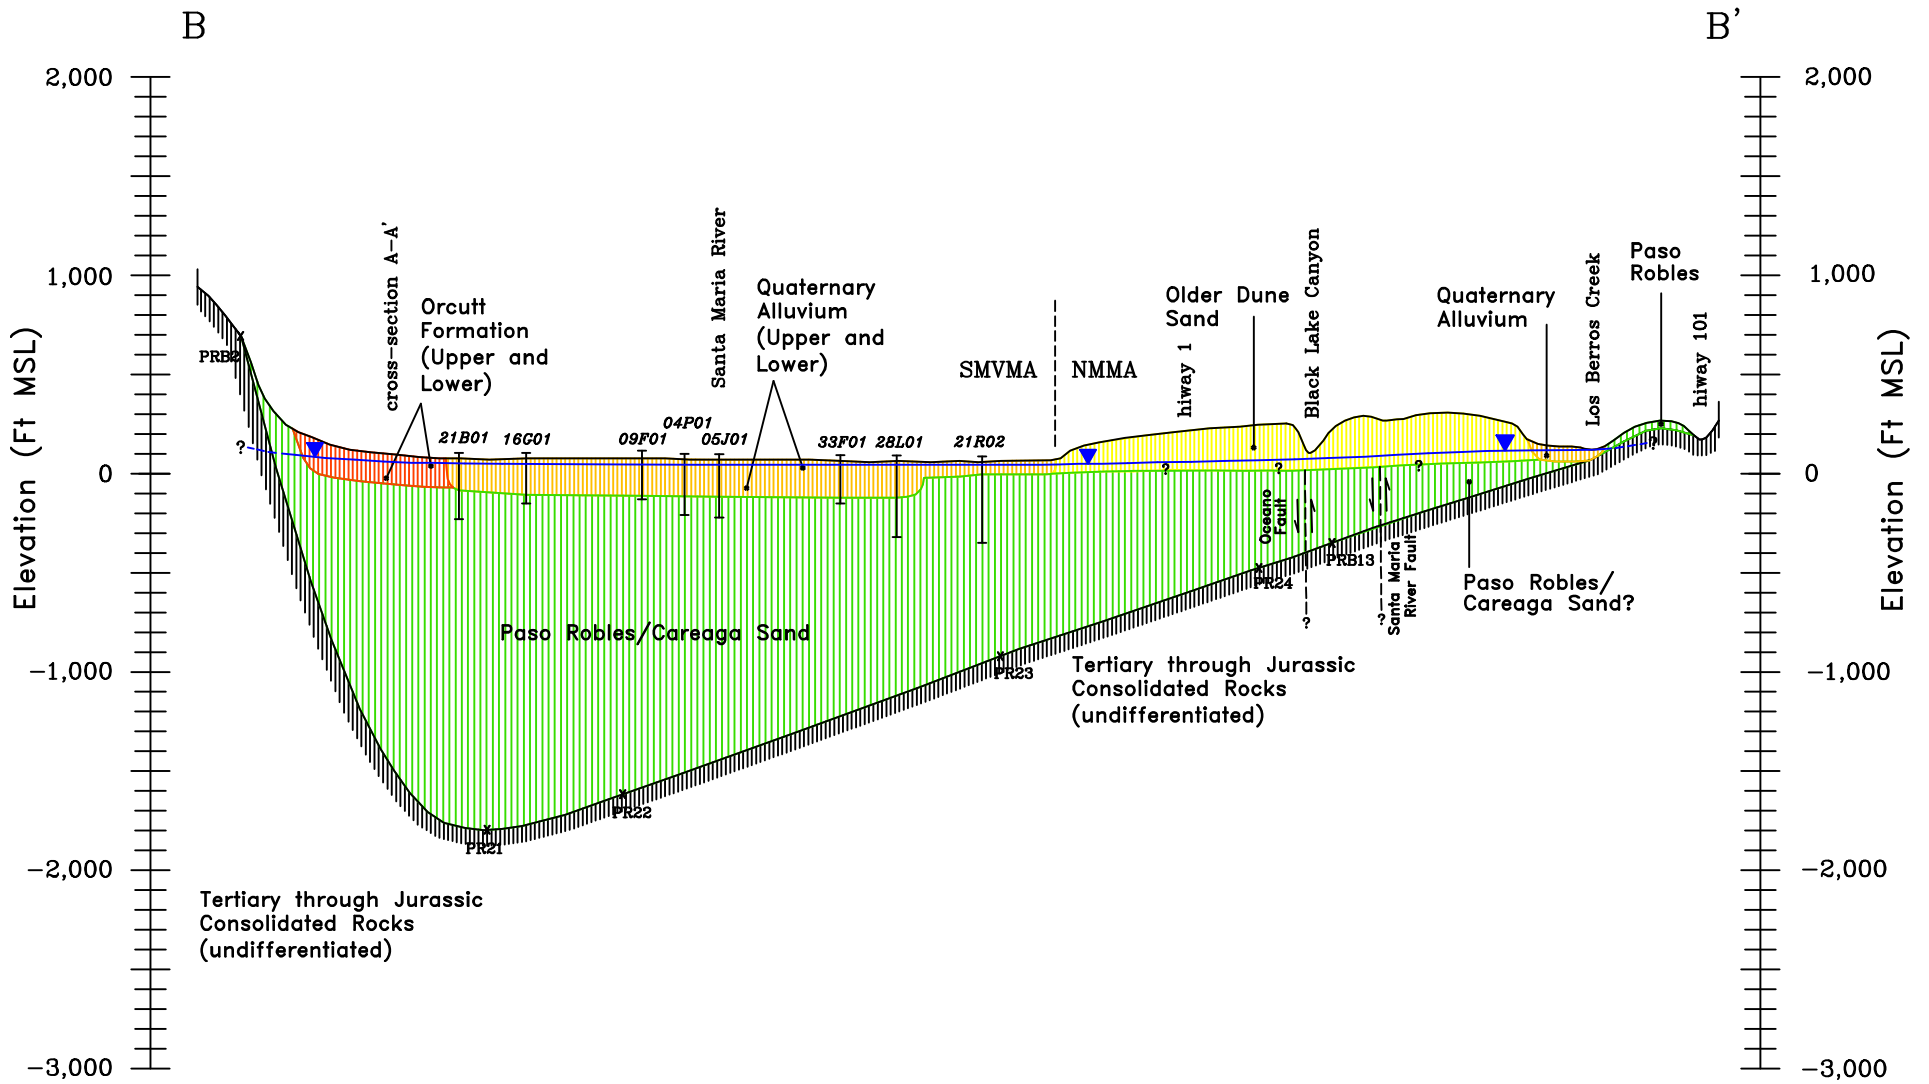 B
B'
2,000
1,000
0
−1,000
−2,000
−3,000
Elevation (Ft MSL)
PRB2
?
cross−section A−A'
Orcutt
Formation
(Upper and
Lower)
21B01
16G01
09F01
04P01
05J01
Santa Maria River
Quaternary
Alluvium
(Upper and
Lower)
33F01
28L01
21R02
SMVMA
NMMA
hiway 1
Older Dune
Sand
Black Lake Canyon
Quaternary
Alluvium
Los Berros Creek
Paso
Robles
hiway 101
?
?
?
?
Oceano
Fault
PR24
PRB13
?
?
Santa Maria
River Fault
Paso Robles/
Careaga Sand?
Paso Robles/Careaga Sand
PR23
PR22
PR21
Tertiary through Jurassic
Consolidated Rocks
(undifferentiated)
Tertiary through Jurassic
Consolidated Rocks
(undifferentiated)
2,000
1,000
0
−1,000
−2,000
−3,000
Elevation (Ft MSL)